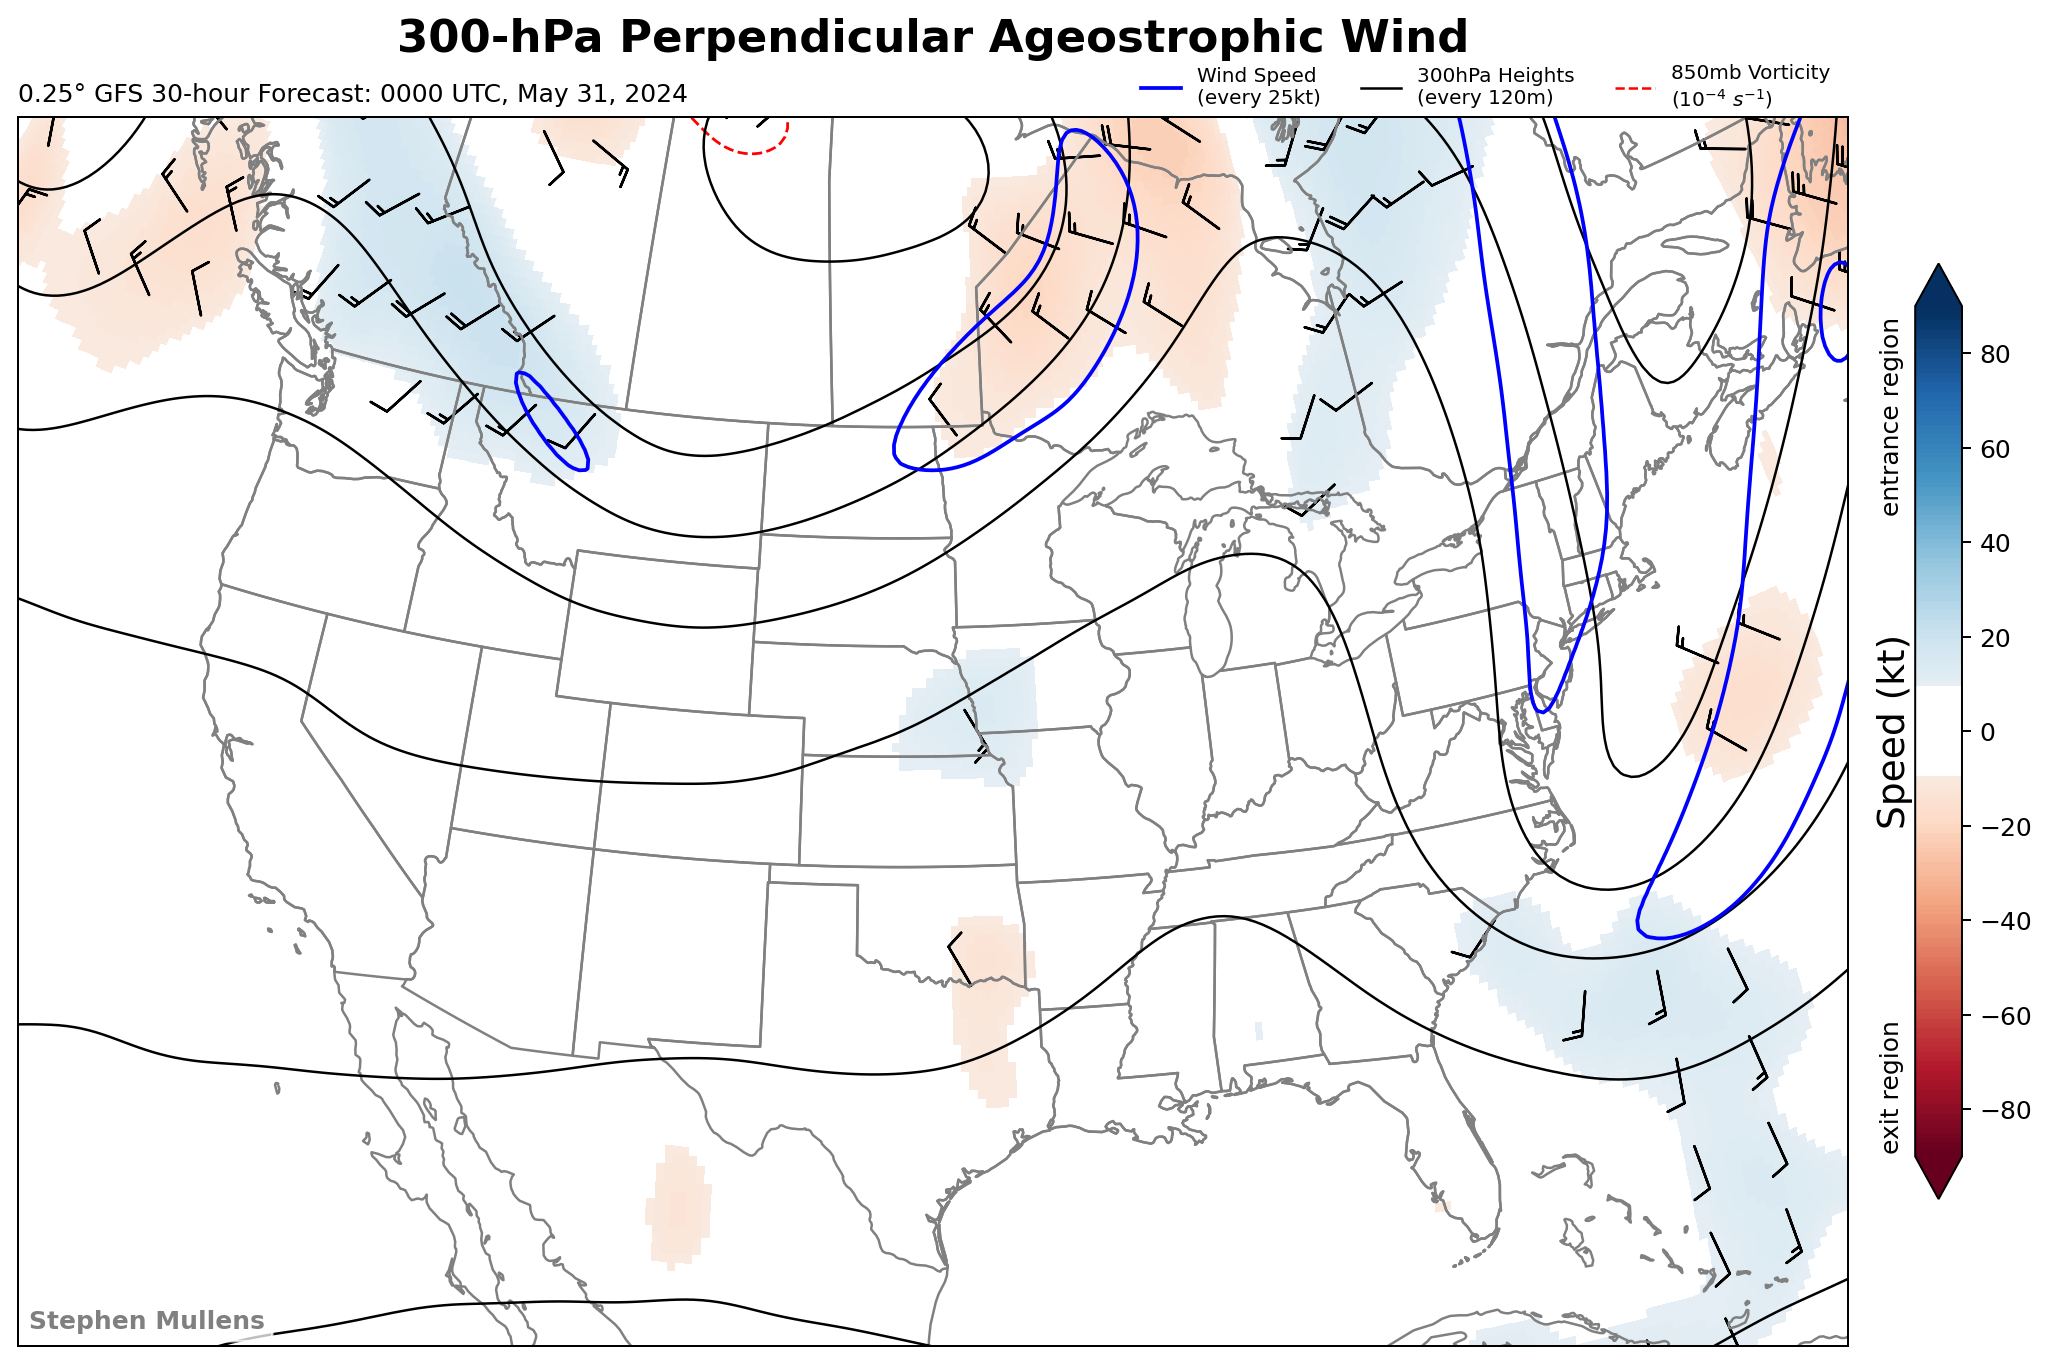 300-hPa Perpendicular Ageostrophic Wind
0.25° GFS 30-hour Forecast: 0000 UTC, May 31, 2024
Wind Speed
(every 25kt)
300hPa Heights
(every 120m)
850mb Vorticity
(10⁻⁴ s⁻¹)
entrance region
Speed (kt)
exit region
80
60
40
20
0
−20
−40
−60
−80
Stephen Mullens